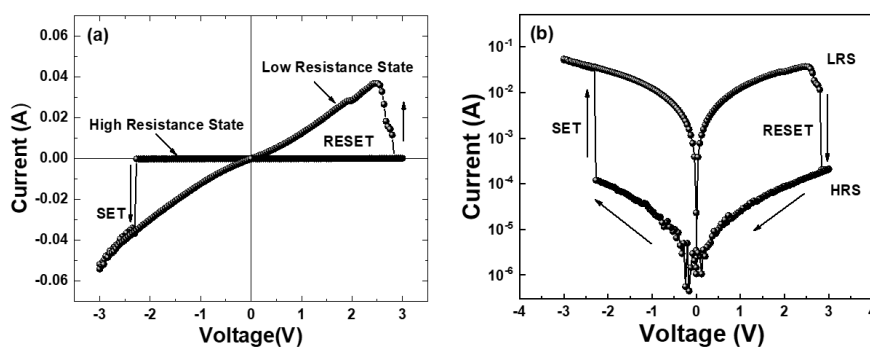 (a)
Low Resistance State
High Resistance State
RESET
SET
Current (A)
0.06
0.04
0.02
0.00
-0.02
-0.04
-0.06
-3 -2 -1 0 1 2 3
Voltage(V)
(b)
LRS
SET
RESET
HRS
Current (A)
10-1
10-2
10-3
10-4
10-5
10-6
-4 -3 -2 -1 0 1 2 3 4
Voltage (V)